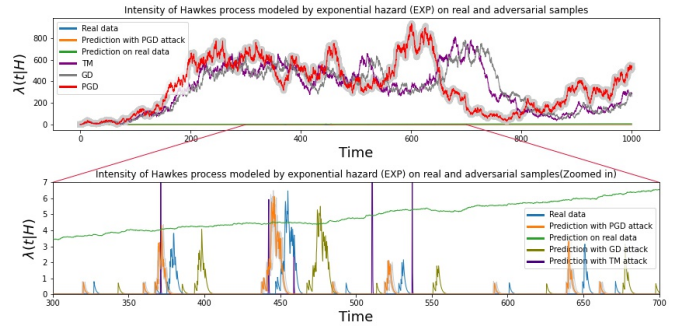 Intensity of Hawkes process modeled by exponential hazard (EXP) on real and adversarial samples
λ(t|H)
800
600
400
200
0
Real data
Prediction with PGD attack
Prediction on real data
TM
GD
PGD
0 200 400 600 800 1000
Time
Intensity of Hawkes process modeled by exponential hazard (EXP) on real and adversarial samples(Zoomed in)
λ(t|H)
7
6
5
4
3
2
1
0
Real data
Prediction with PGD attack
Prediction on real data
Prediction with GD attack
Prediction with TM attack
300 350 400 450 500 550 600 650 700
Time